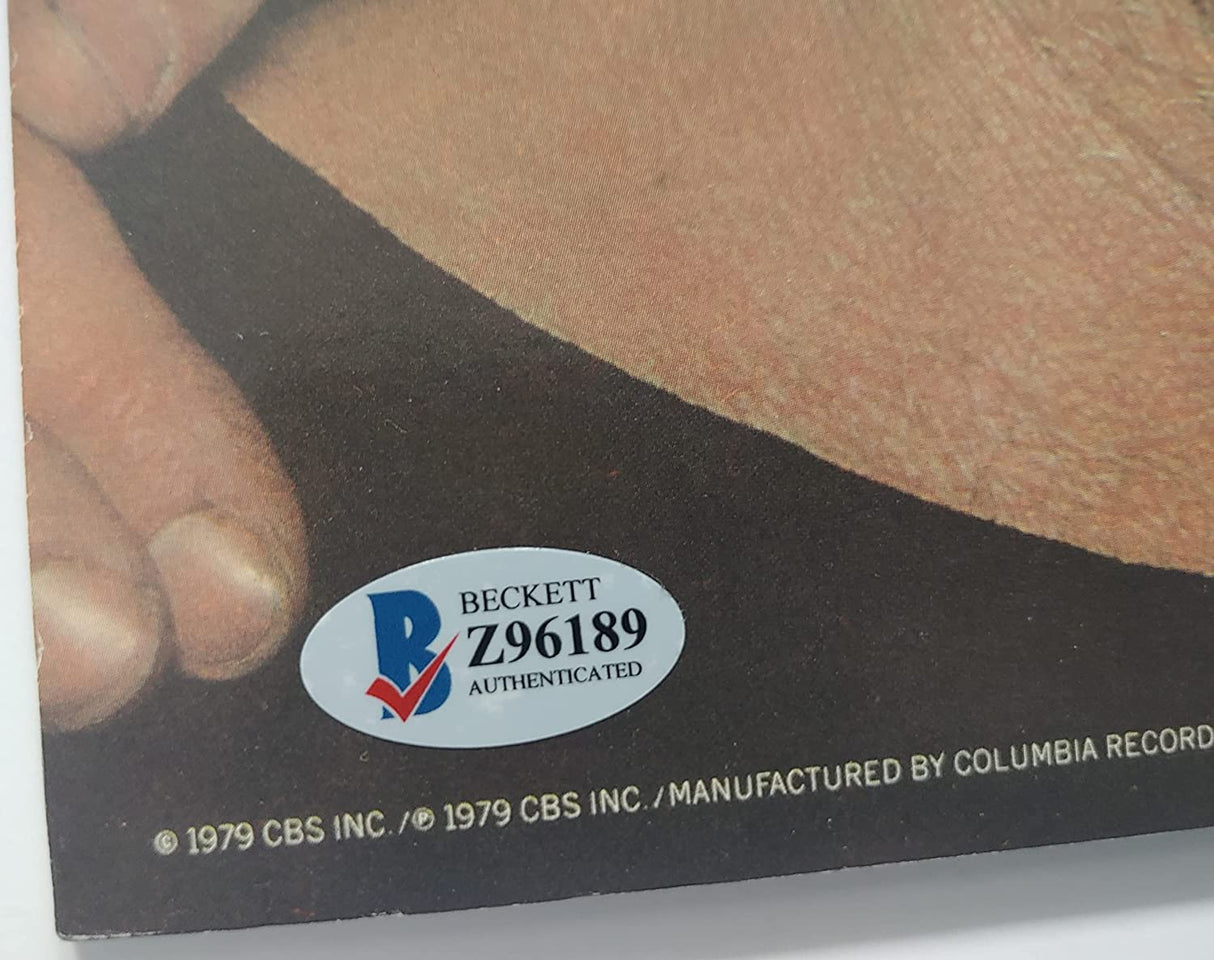 BECKETT
Z96189
AUTHENTICATED
© 1979 CBS INC./℗ 1979 CBS INC./MANUFACTURED BY COLUMBIA RECORD